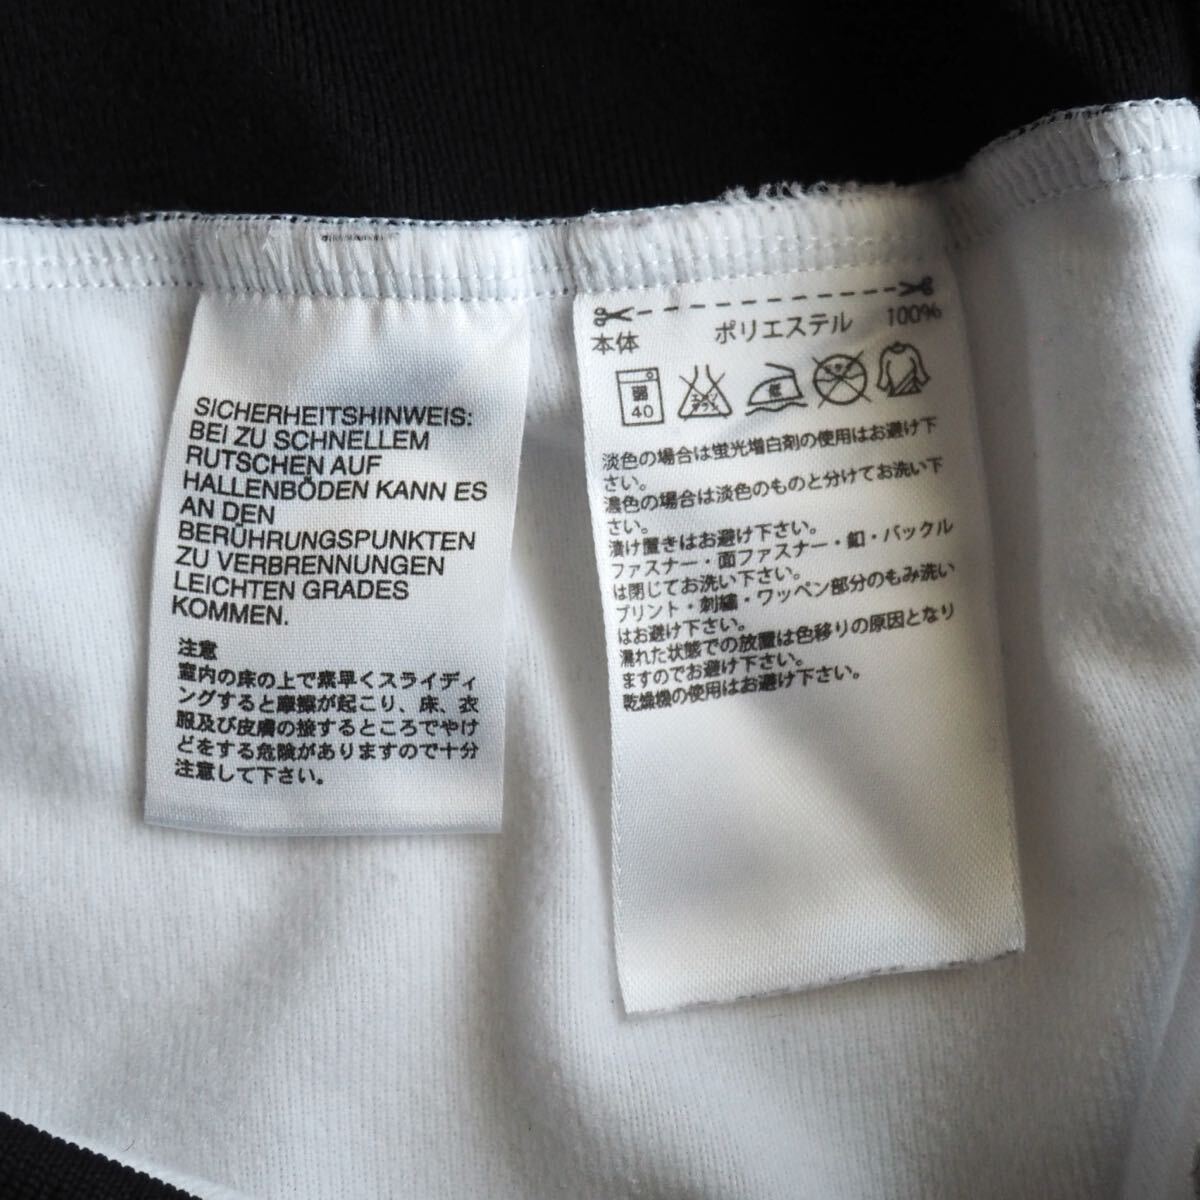 SICHERHEITSHINWEIS:
BEI ZU SCHNELLEM
RUTSCHEN AUF
HALLENBÖDEN KANN ES
AN DEN
BERÜHRUNGSPUNKTEN
ZU VERBRENNUNGEN
LEICHTEN GRADES
KOMMEN.
注意
室内の床の上で素早くスライディ
ングすると摩擦が起こり、床、衣
服及び皮膚の接するところでやけ
どをする危険がありますので十分
注意して下さい。
本体 ポリエステル 100%
弱
40
エンソ
サラシ
低
淡色の場合は蛍光増白剤の使用はお避け下
さい。
濃色の場合は淡色のものと分けてお洗い下
さい。
漬け置きはお避け下さい。
ファスナー・面ファスナー・釦・バックル
は閉じてお洗い下さい。
プリント・刺繍・ワッペン部分のもみ洗い
はお避け下さい。
濡れた状態での放置は色移りの原因となり
ますのでお避け下さい。
乾燥機の使用はお避け下さい。